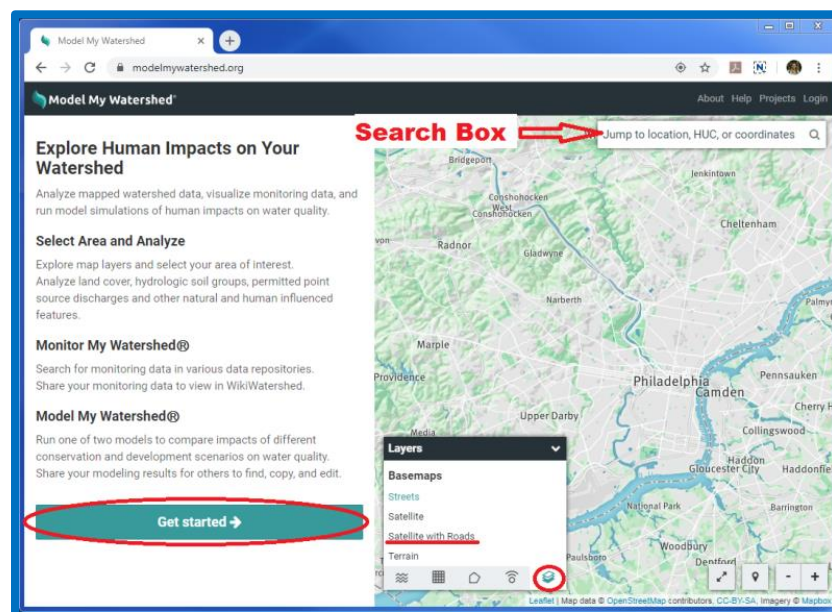 Model My Watershed
modelmywatershed.org
Model My Watershed®
About Help Projects Login
Search Box
Jump to location, HUC, or coordinates
Explore Human Impacts on Your
Watershed
Analyze mapped watershed data, visualize monitoring data, and
run model simulations of human impacts on water quality.
Select Area and Analyze
Explore map layers and select your area of interest.
Analyze land cover, hydrologic soil groups, permitted point
source discharges and other natural and human influenced
features.
Monitor My Watershed®
Search for monitoring data in various data repositories.
Share your monitoring data to view in WikiWatershed.
Model My Watershed®
Run one of two models to compare impacts of different
conservation and development scenarios on water quality.
Share your modeling results for others to find, copy, and edit.
Get started
Bridgeport
Jenkintown
Conshohocken
West
Conshohocken
Cheltenham
Radnor
Gladwyne
Narberth
Marple
Providence
Philadelphia
Pennsauken
Camden
Upper Darby
Cherry H
Media
Collingswood
Haddon
Gloucester City
Haddonfie
National Park
Barrington
Woodbury
Paulsboro
Deptford
Layers
Basemaps
Streets
Satellite
Satellite with Roads
Terrain
Leaflet | Map data © OpenStreetMap contributors, CC-BY-SA, Imagery © Mapbox